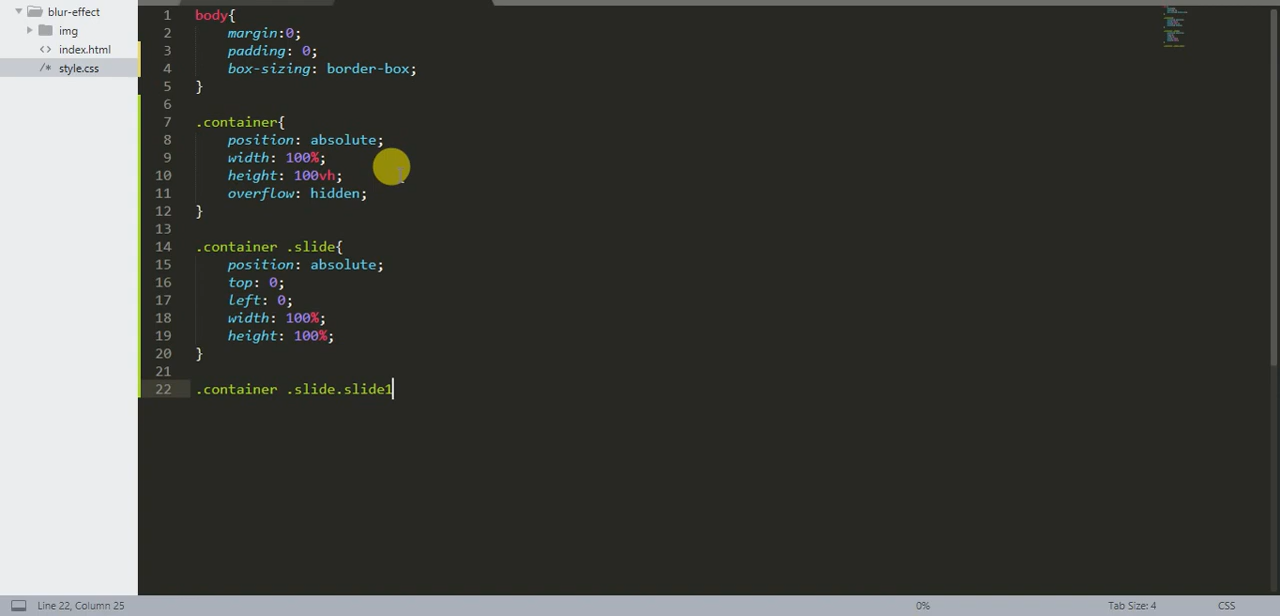 blur-effect
img
<> index.html
/* style.css
1 body{
2 margin:0;
3 padding: 0;
4 box-sizing: border-box;
5 }
6
7 .container{
8 position: absolute;
9 width: 100%;
10 height: 100vh;
11 overflow: hidden;
12 }
13
14 .container .slide{
15 position: absolute;
16 top: 0;
17 left: 0;
18 width: 100%;
19 height: 100%;
20 }
21
22 .container .slide.slide1
Line 22, Column 25 0% Tab Size: 4 CSS